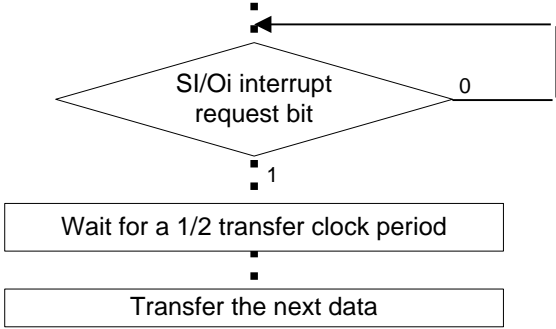 SI/Oi interrupt
request bit
0
1
Wait for a 1/2 transfer clock period
Transfer the next data